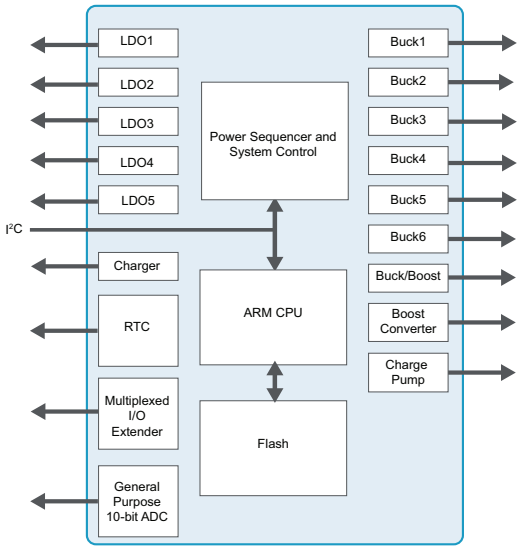 LDO1
LDO2
LDO3
LDO4
LDO5
I²C
Charger
RTC
Multiplexed
I/O
Extender
General
Purpose
10-bit ADC
Power Sequencer and
System Control
ARM CPU
Flash
Buck1
Buck2
Buck3
Buck4
Buck5
Buck6
Buck/Boost
Boost
Converter
Charge
Pump